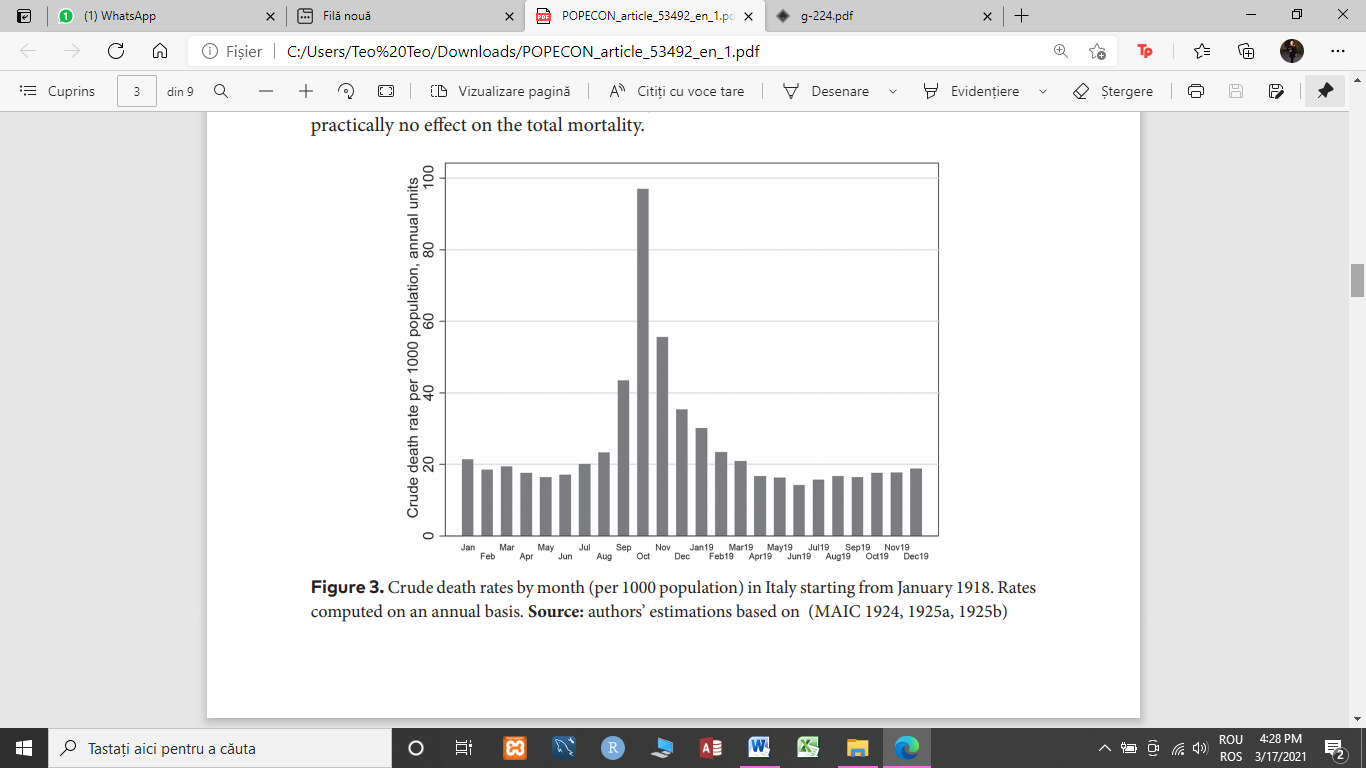 (1) WhatsApp
Filă nouă
POPECON_article_53492_en_1.pd
g-224.pdf
Fișier
C:/Users/Teo%20Teo/Downloads/POPECON_article_53492_en_1.pdf
Cuprins
3
din 9
Vizualizare pagină
Citiți cu voce tare
Desenare
Evidențiere
Ștergere
practically no effect on the total mortality.
Crude death rate per 1000 population, annual units
100
80
60
40
20
0
Jan Feb Mar Apr May Jun Jul Aug Sep Oct Nov Dec Jan19 Feb19 Mar19 Apr19 May19 Jun19 Jul19 Aug19 Sep19 Oct19 Nov19 Dec19
Figure 3. Crude death rates by month (per 1000 population) in Italy starting from January 1918. Rates
computed on an annual basis. Source: authors' estimations based on (MAIC 1924, 1925a, 1925b)
Tastați aici pentru a căuta
ROU
ROS
4:28 PM
3/17/2021
2